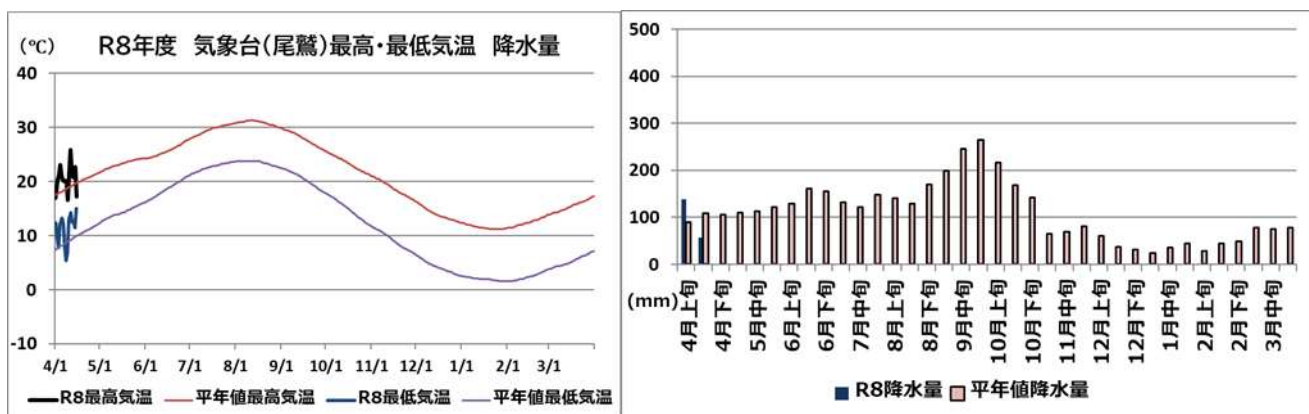 (℃) R8年度 気象台(尾鷲)最高・最低気温 降水量
40
30
20
10
0
-10
4/1 5/1 6/1 7/1 8/1 9/1 10/1 11/1 12/1 1/1 2/1 3/1
R8最高気温 平年値最高気温 R8最低気温 平年値最低気温
500
400
300
200
100
0
(mm)
4月上旬
4月下旬
5月中旬
6月上旬
6月下旬
7月中旬
8月上旬
8月下旬
9月中旬
10月上旬
10月下旬
11月中旬
12月上旬
12月下旬
1月中旬
2月上旬
2月下旬
3月中旬
R8降水量 平年値降水量